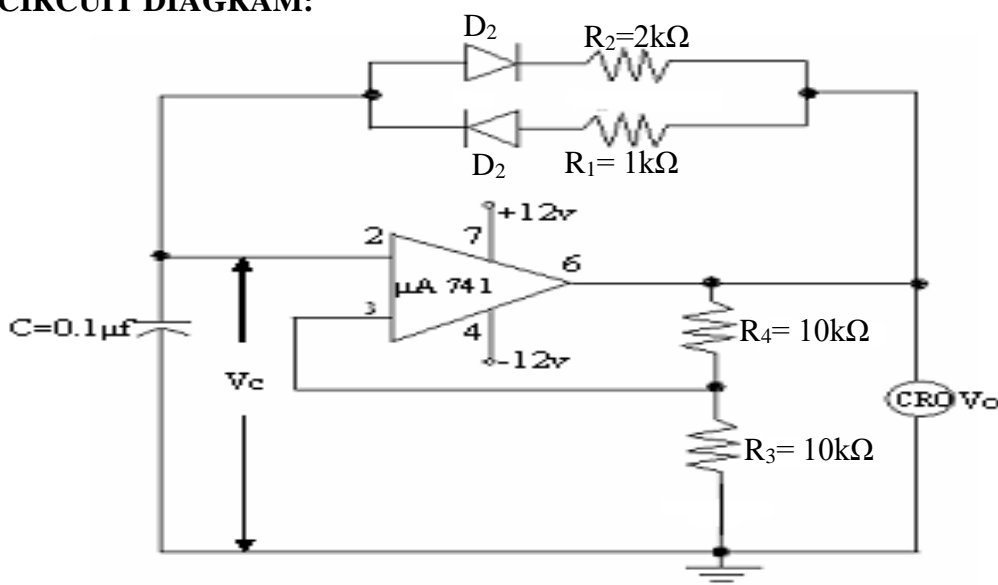 CIRCUIT DIAGRAM:
D₂
R₂=2kΩ
D₂
R₁= 1kΩ
+12v
2
7
6
μA 741
3
4
-12v
C=0.1μf
Vc
R₄= 10kΩ
CRO Vo
R₃= 10kΩ